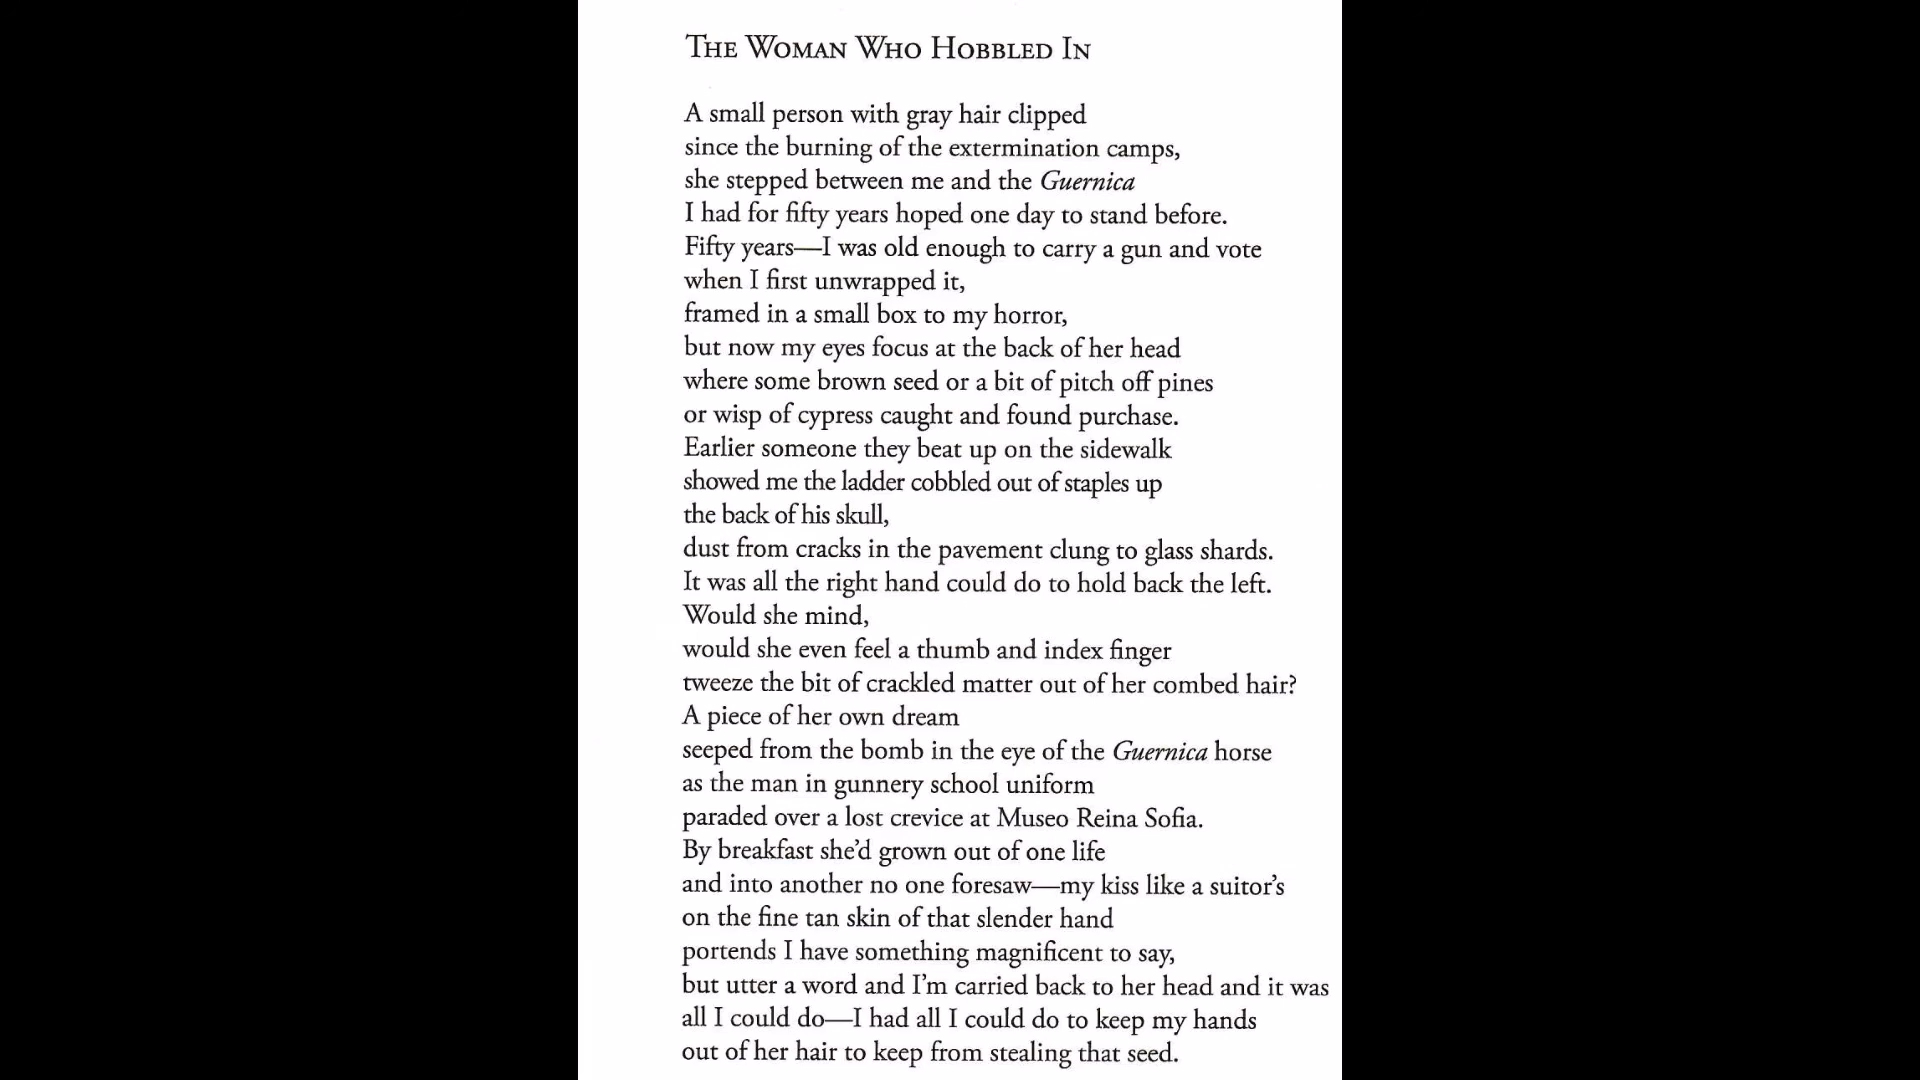 The Woman Who Hobbled In
A small person with gray hair clipped
since the burning of the extermination camps,
she stepped between me and the Guernica
I had for fifty years hoped one day to stand before.
Fifty years—I was old enough to carry a gun and vote
when I first unwrapped it,
framed in a small box to my horror,
but now my eyes focus at the back of her head
where some brown seed or a bit of pitch off pines
or wisp of cypress caught and found purchase.
Earlier someone they beat up on the sidewalk
showed me the ladder cobbled out of staples up
the back of his skull,
dust from cracks in the pavement clung to glass shards.
It was all the right hand could do to hold back the left.
Would she mind,
would she even feel a thumb and index finger
tweeze the bit of crackled matter out of her combed hair?
A piece of her own dream
seeped from the bomb in the eye of the Guernica horse
as the man in gunnery school uniform
paraded over a lost crevice at Museo Reina Sofia.
By breakfast she'd grown out of one life
and into another no one foresaw—my kiss like a suitor's
on the fine tan skin of that slender hand
portends I have something magnificent to say,
but utter a word and I'm carried back to her head and it was
all I could do—I had all I could do to keep my hands
out of her hair to keep from stealing that seed.